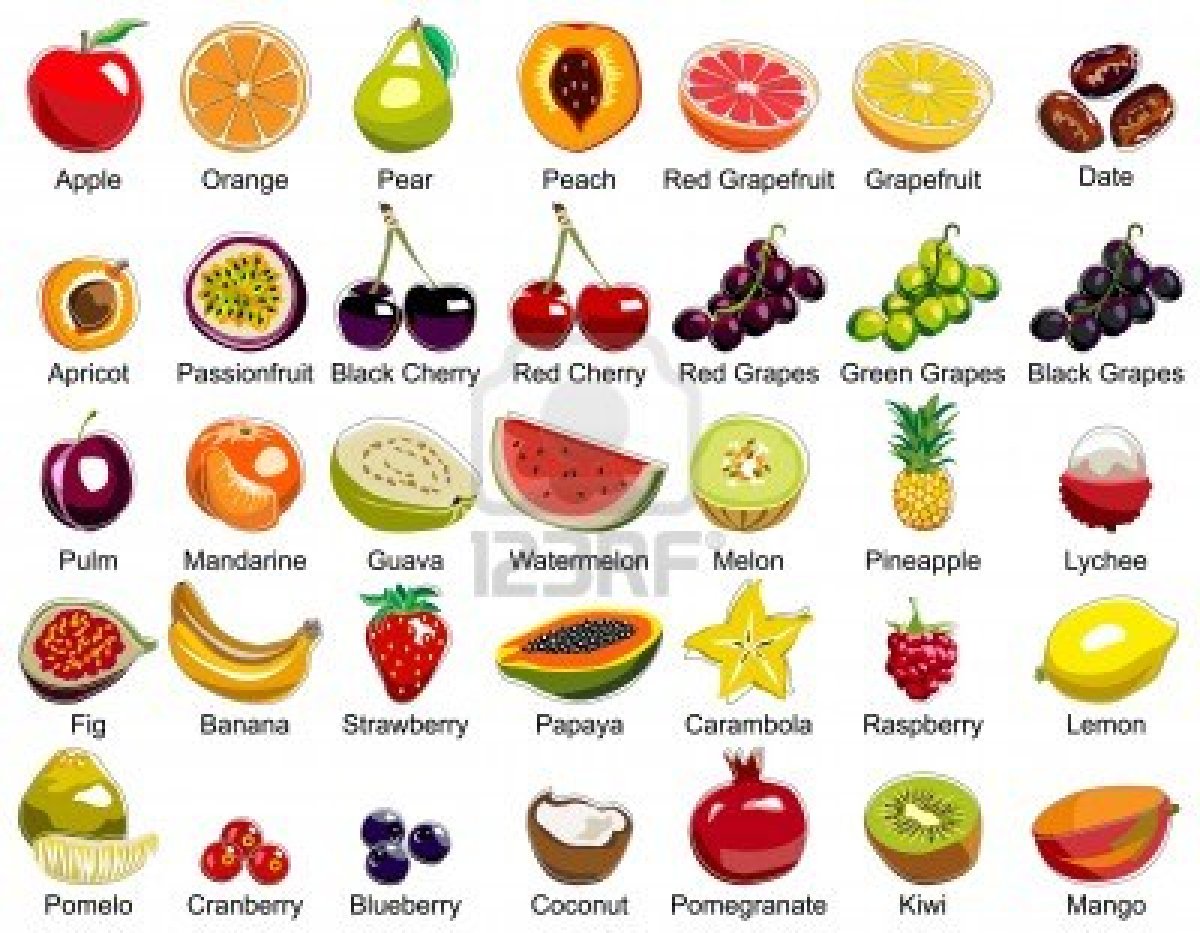 Apple Orange Pear Peach Red Grapefruit Grapefruit Date
Apricot Passionfruit Black Cherry Red Cherry Red Grapes Green Grapes Black Grapes
Pulm Mandarine Guava Watermelon Melon Pineapple Lychee
123RF®
Fig Banana Strawberry Papaya Carambola Raspberry Lemon
Pomelo Cranberry Blueberry Coconut Pomegranate Kiwi Mango